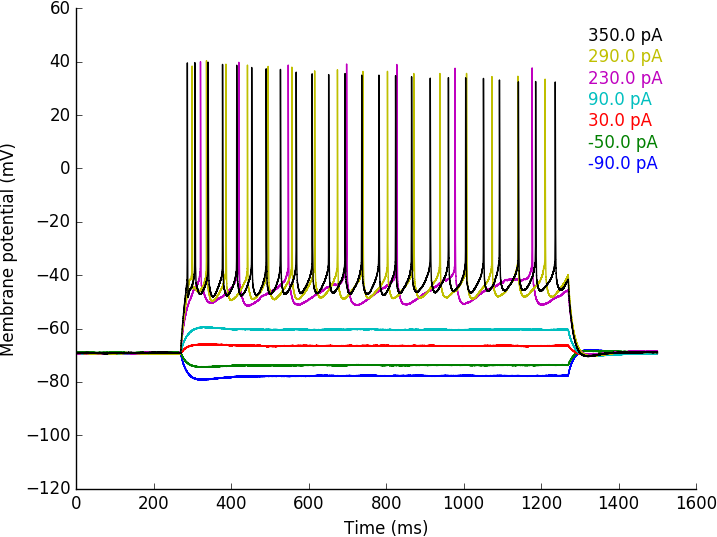 60
40
20
0
−20
−40
−60
−80
−100
−120
Membrane potential (mV)
350.0 pA
290.0 pA
230.0 pA
90.0 pA
30.0 pA
-50.0 pA
-90.0 pA
0 200 400 600 800 1000 1200 1400 1600
Time (ms)